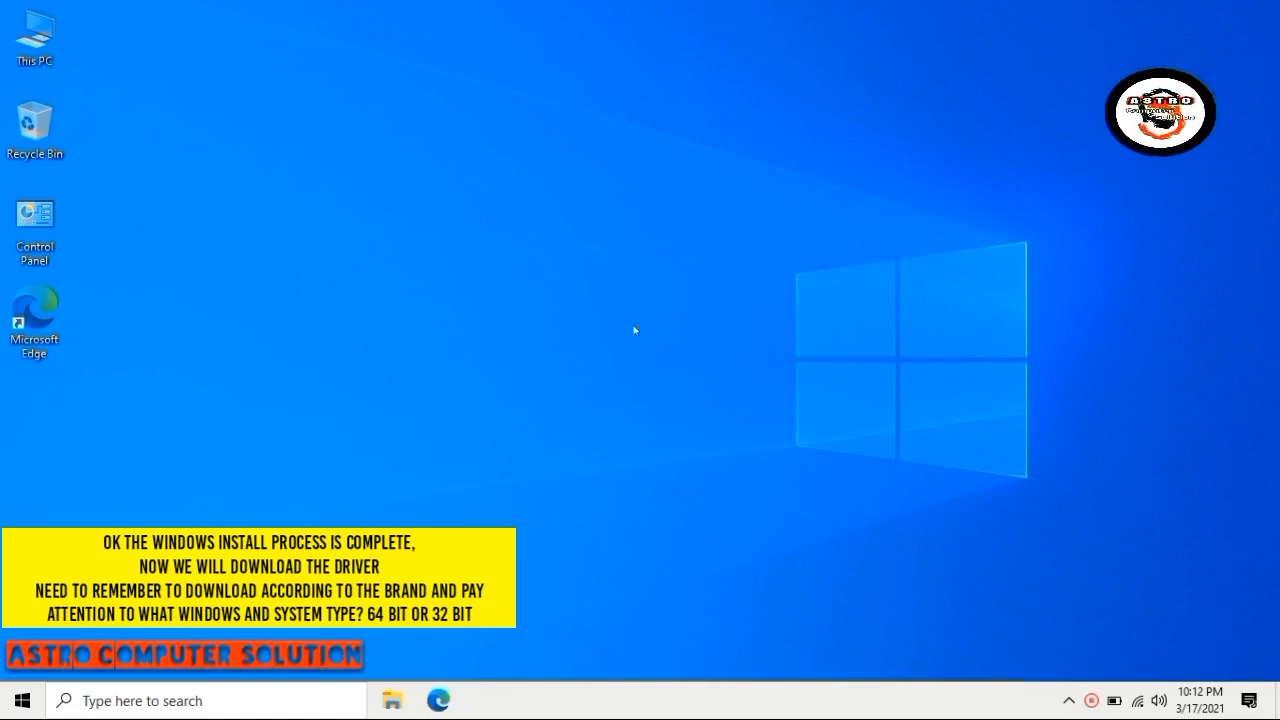 This PC
Recycle Bin
Control
Panel
Microsoft
Edge
ASTRO
OK THE WINDOWS INSTALL PROCESS IS COMPLETE,
NOW WE WILL DOWNLOAD THE DRIVER
NEED TO REMEMBER TO DOWNLOAD ACCORDING TO THE BRAND AND PAY
ATTENTION TO WHAT WINDOWS AND SYSTEM TYPE? 64 BIT OR 32 BIT
ASTRO COMPUTER SOLUTION
Type here to search
10:12 PM
3/17/2021